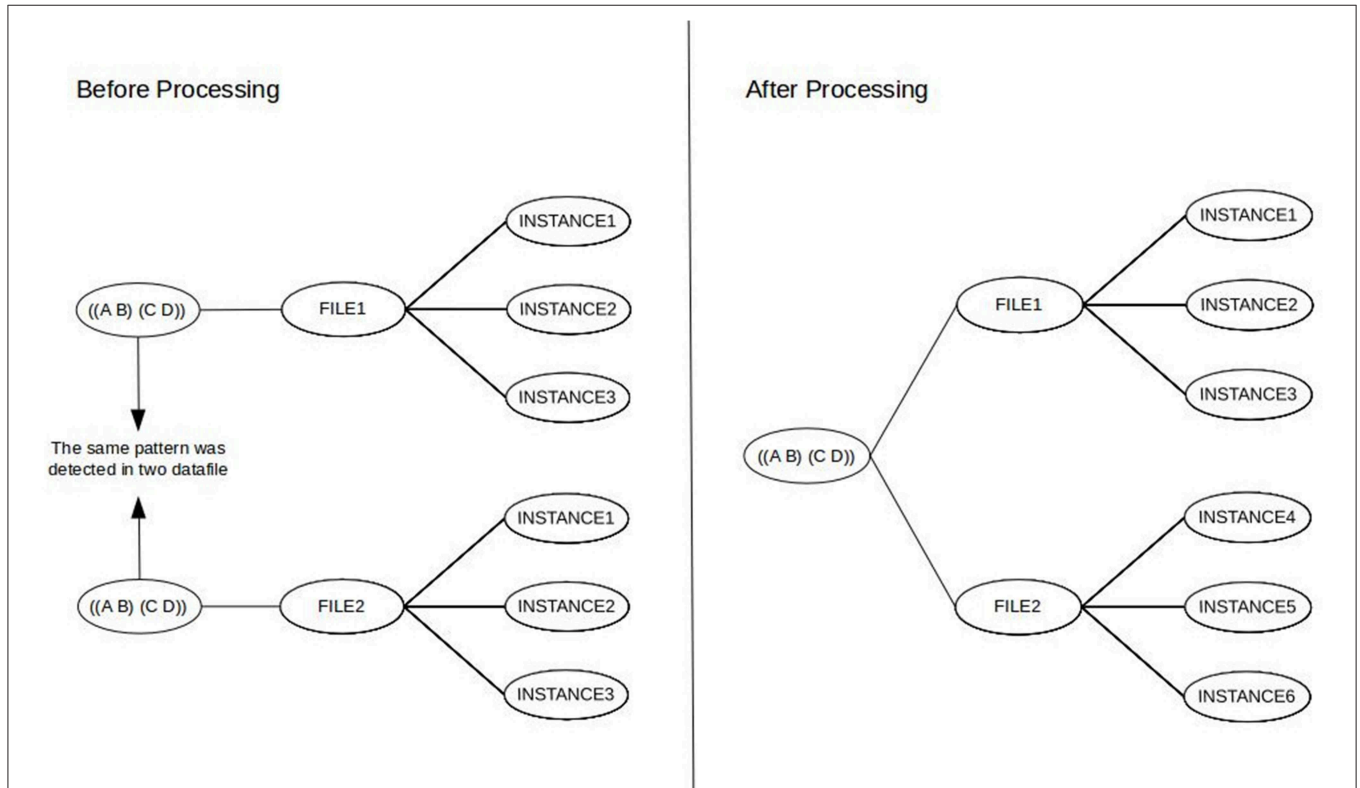 Before Processing
INSTANCE1
((A B) (C D))
FILE1
INSTANCE2
INSTANCE3
The same pattern was
detected in two datafile
INSTANCE1
((A B) (C D))
FILE2
INSTANCE2
INSTANCE3
After Processing
INSTANCE1
FILE1
INSTANCE2
INSTANCE3
((A B) (C D))
INSTANCE4
FILE2
INSTANCE5
INSTANCE6